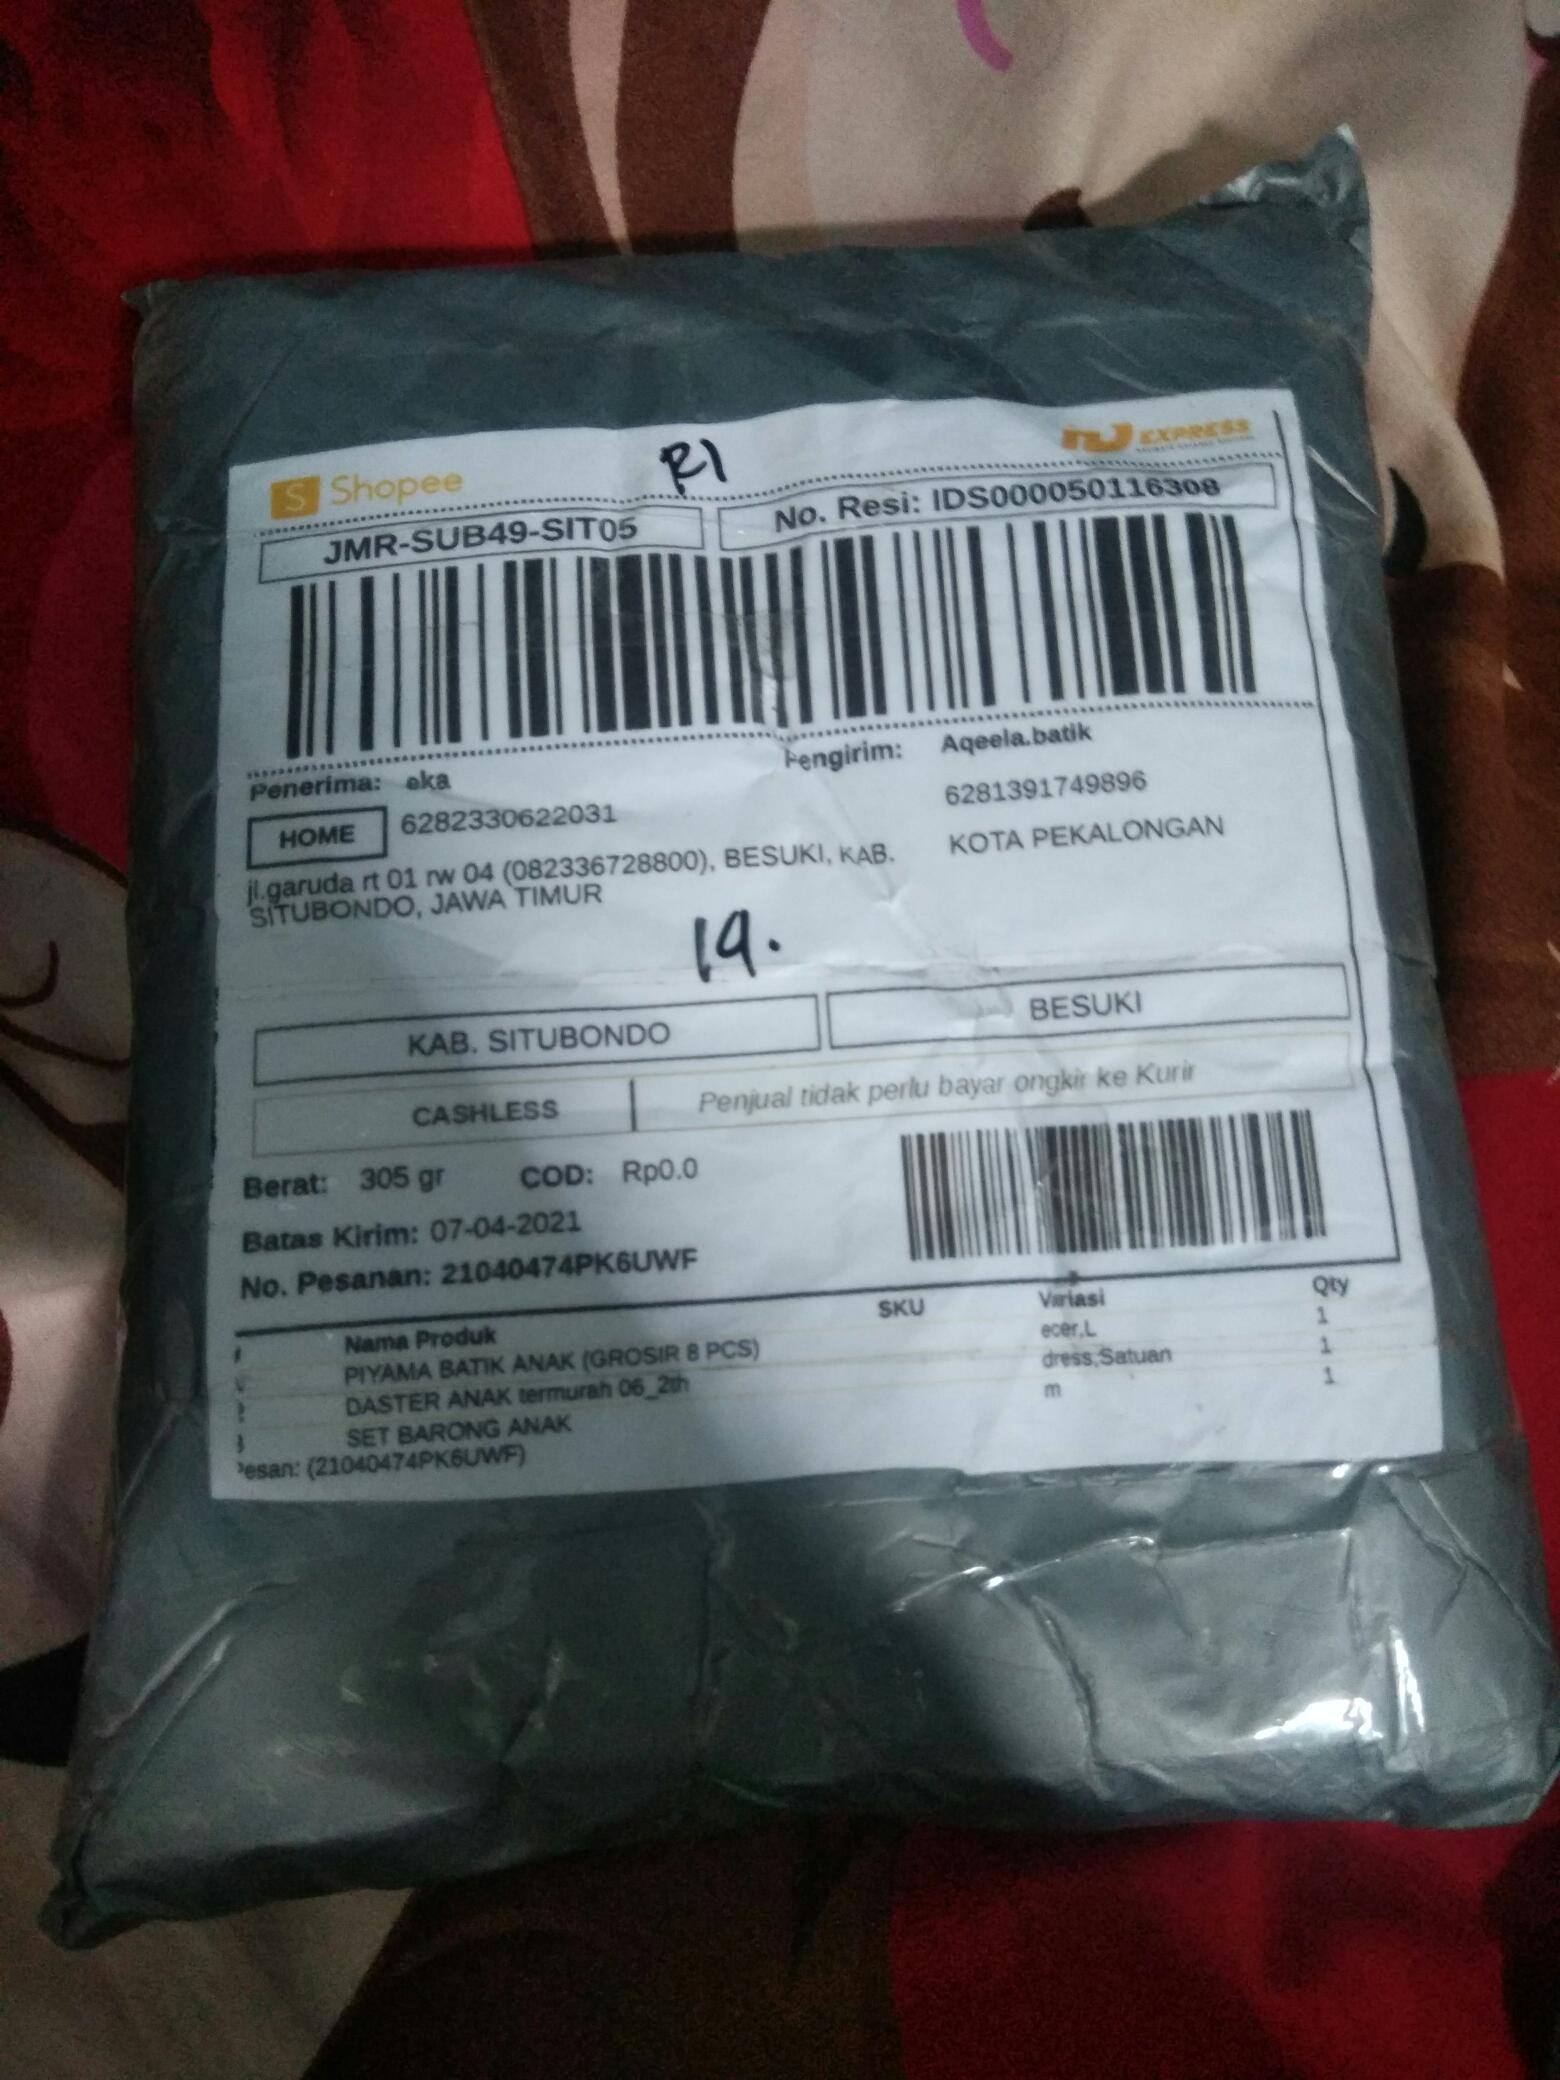 Shopee
R1
EXPRESS
JMR-SUB49-SIT05
No. Resi: IDS000050116308
Penerima: eka
Pengirim: Aqeela.batik
HOME
6282330622031
6281391749896
jl.garuda rt 01 rw 04 (082336728800), BESUKI, KAB.
SITUBONDO, JAWA TIMUR
KOTA PEKALONGAN
19.
KAB. SITUBONDO
BESUKI
CASHLESS
Penjual tidak perlu bayar ongkir ke Kurir
Berat: 305 gr COD: Rp0.0
Batas Kirim: 07-04-2021
No. Pesanan: 21040474PK6UWF
Nama Produk SKU Variasi Qty
PIYAMA BATIK ANAK (GROSIR 8 PCS) ecer,L 1
DASTER ANAK termurah 06_2th dress,Satuan 1
SET BARONG ANAK m 1
esan: (21040474PK6UWF)